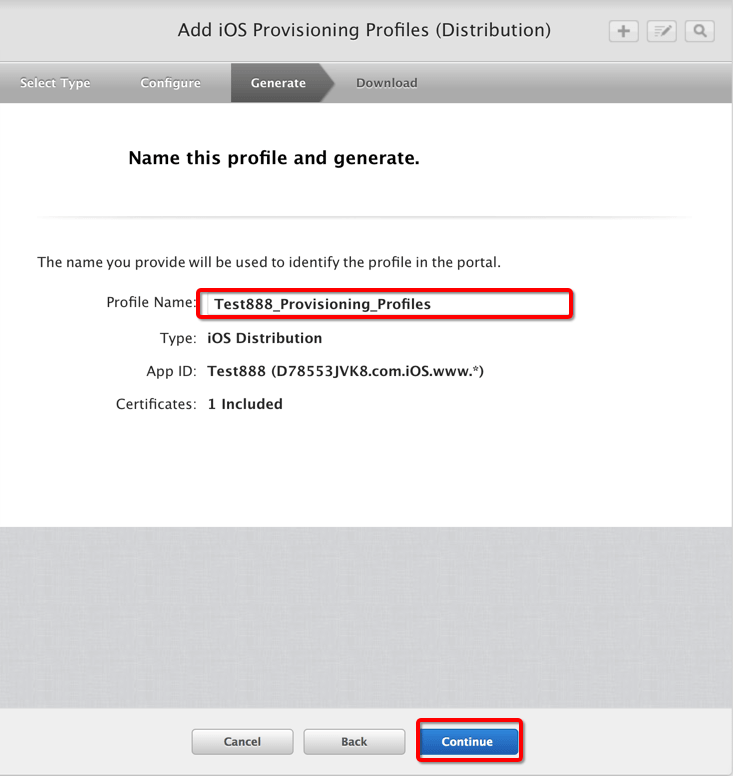 Add iOS Provisioning Profiles (Distribution)
Select Type Configure Generate Download
Name this profile and generate.
The name you provide will be used to identify the profile in the portal.
Profile Name: Test888_Provisioning_Profiles
Type: iOS Distribution
App ID: Test888 (D78553JVK8.com.iOS.www.*)
Certificates: 1 Included
Cancel Back Continue